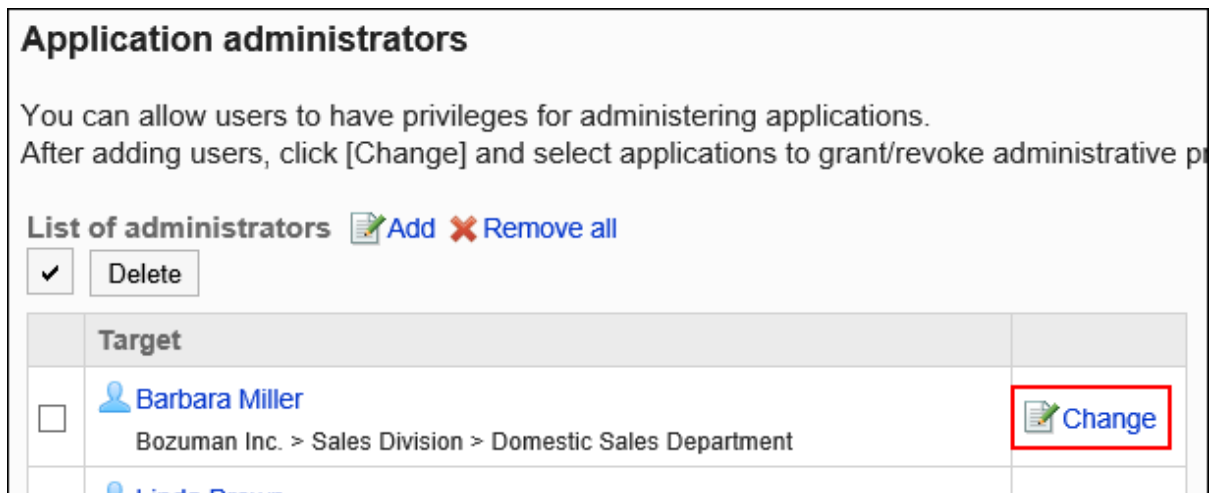 Application administrators
You can allow users to have privileges for administering applications.
After adding users, click [Change] and select applications to grant/revoke administrative
List of administrators Add Remove all
Delete
Target
Barbara Miller
Bozuman Inc. > Sales Division > Domestic Sales Department
Change